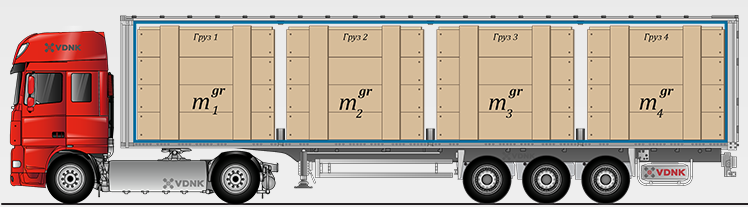 VDNK
Груз 1
Груз 2
Груз 3
Груз 4
m₁ᵍʳ
m₂ᵍʳ
m₃ᵍʳ
m₄ᵍʳ
VDNK
VDNK